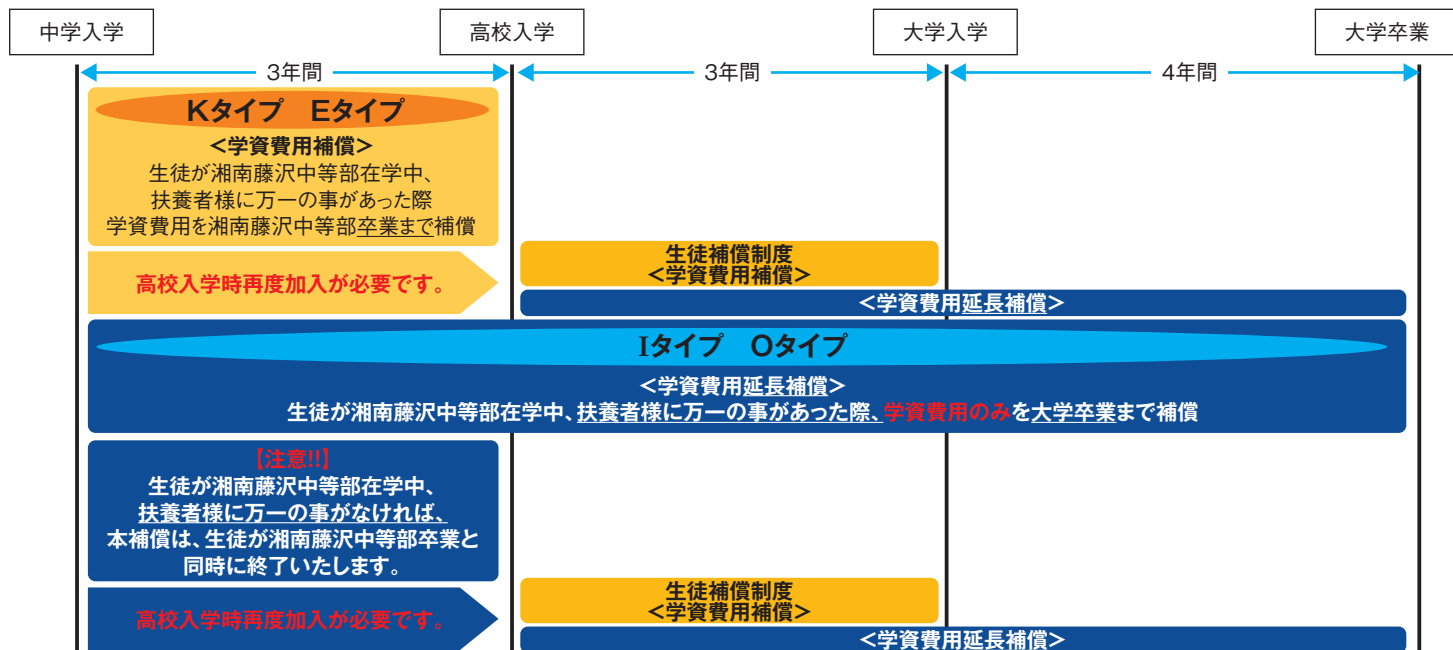 中学入学
高校入学
大学入学
大学卒業
3年間
3年間
4年間
Kタイプ Eタイプ
<学資費用補償>
生徒が湘南藤沢中等部在学中、
扶養者様に万一の事があった際
学資費用を湘南藤沢中等部卒業まで補償
高校入学時再度加入が必要です。
生徒補償制度
<学資費用補償>
<学資費用延長補償>
Iタイプ Oタイプ
<学資費用延長補償>
生徒が湘南藤沢中等部在学中、扶養者様に万一の事があった際、学資費用のみを大学卒業まで補償
【注意!!】
生徒が湘南藤沢中等部在学中、
扶養者様に万一の事がなければ、
本補償は、生徒が湘南藤沢中等部卒業と
同時に終了いたします。
高校入学時再度加入が必要です。
生徒補償制度
<学資費用補償>
<学資費用延長補償>